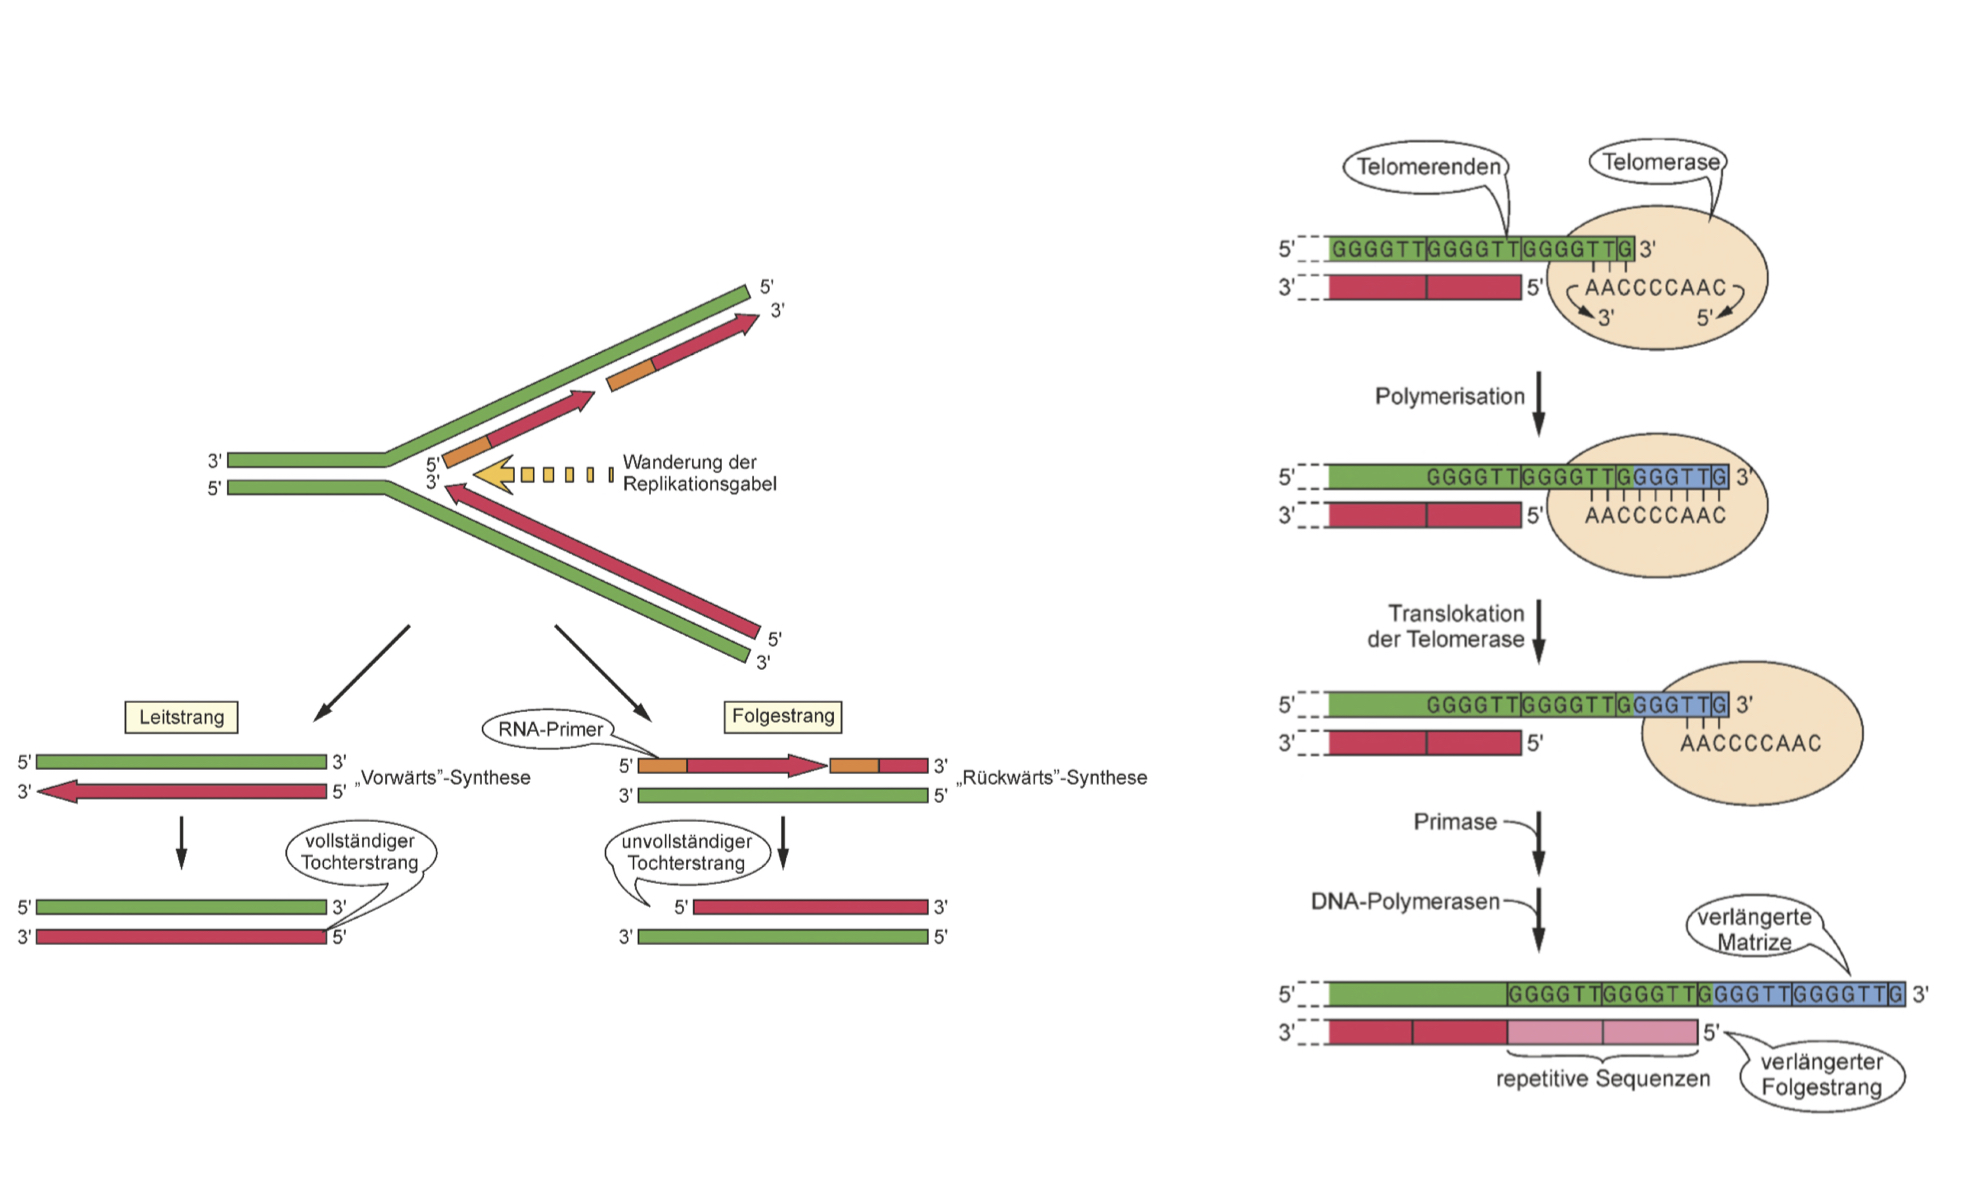 5'
3'
3'
5'
5'
3'
Wanderung der
Replikationsgabel
5'
3'
Leitstrang
5' 3'
3' 5'
„Vorwärts”-Synthese
vollständiger
Tochterstrang
5' 3'
3' 5'
RNA-Primer
Folgestrang
5' 3'
3' 5'
„Rückwärts”-Synthese
unvollständiger
Tochterstrang
5' 3'
3' 5'
Telomerenden
Telomerase
5' GGGGTTGGGGTTGGGGTTG 3'
3' 5' AACCCCAAC
3' 5'
Polymerisation
5' GGGGTTGGGGTTGGGGTTG 3'
3' 5' AACCCCAAC
Translokation
der Telomerase
5' GGGGTTGGGGTTGGGGTTG 3'
3' 5' AACCCCAAC
Primase
DNA-Polymerasen
verlängerte
Matrize
5' GGGGTTGGGGTTGGGGTTGGGGTTG 3'
3' 5'
repetitive Sequenzen
verlängerter
Folgestrang